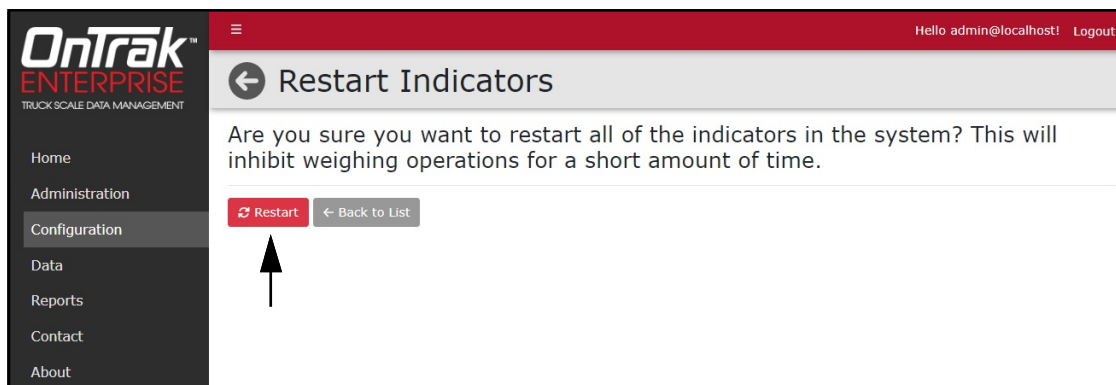 OnTrak™
ENTERPRISE
TRUCK SCALE DATA MANAGEMENT
Hello admin@localhost! Logout
Restart Indicators
Are you sure you want to restart all of the indicators in the system? This will
inhibit weighing operations for a short amount of time.
Restart
← Back to List
Home
Administration
Configuration
Data
Reports
Contact
About